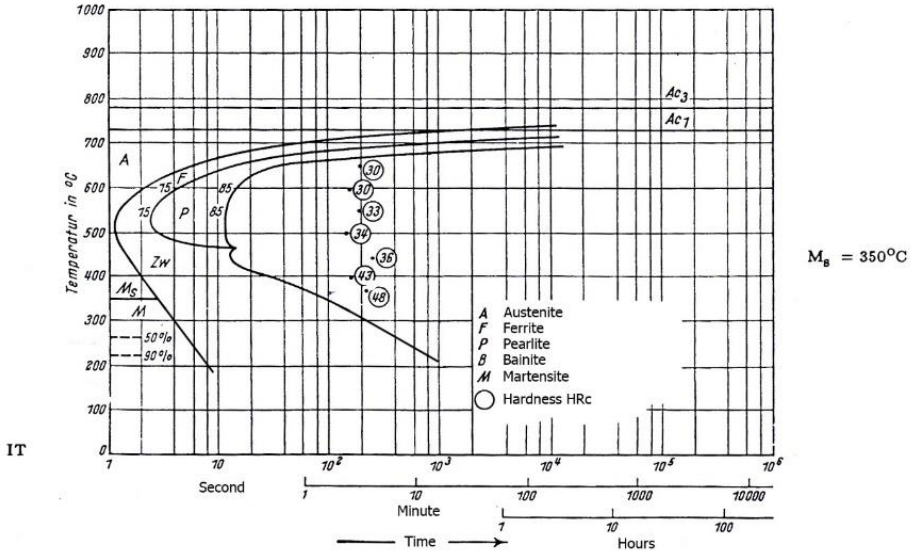 1000
900
800
700
600
500
400
300
200
100
0
Temperatur in °C
Ac3
Ac1
A
F
15
85
P
15
85
Zw
Ms
M
50%
90%
30
30
33
34
36
43
48
A Austenite
F Ferrite
P Pearlite
B Bainite
M Martensite
Hardness HRc
Ms = 350°C
IT
1 10 10² 10³ 10⁴ 10⁵ 10⁶
Second
1 10 100 1000 10000
Minute
1 10 100
Time Hours